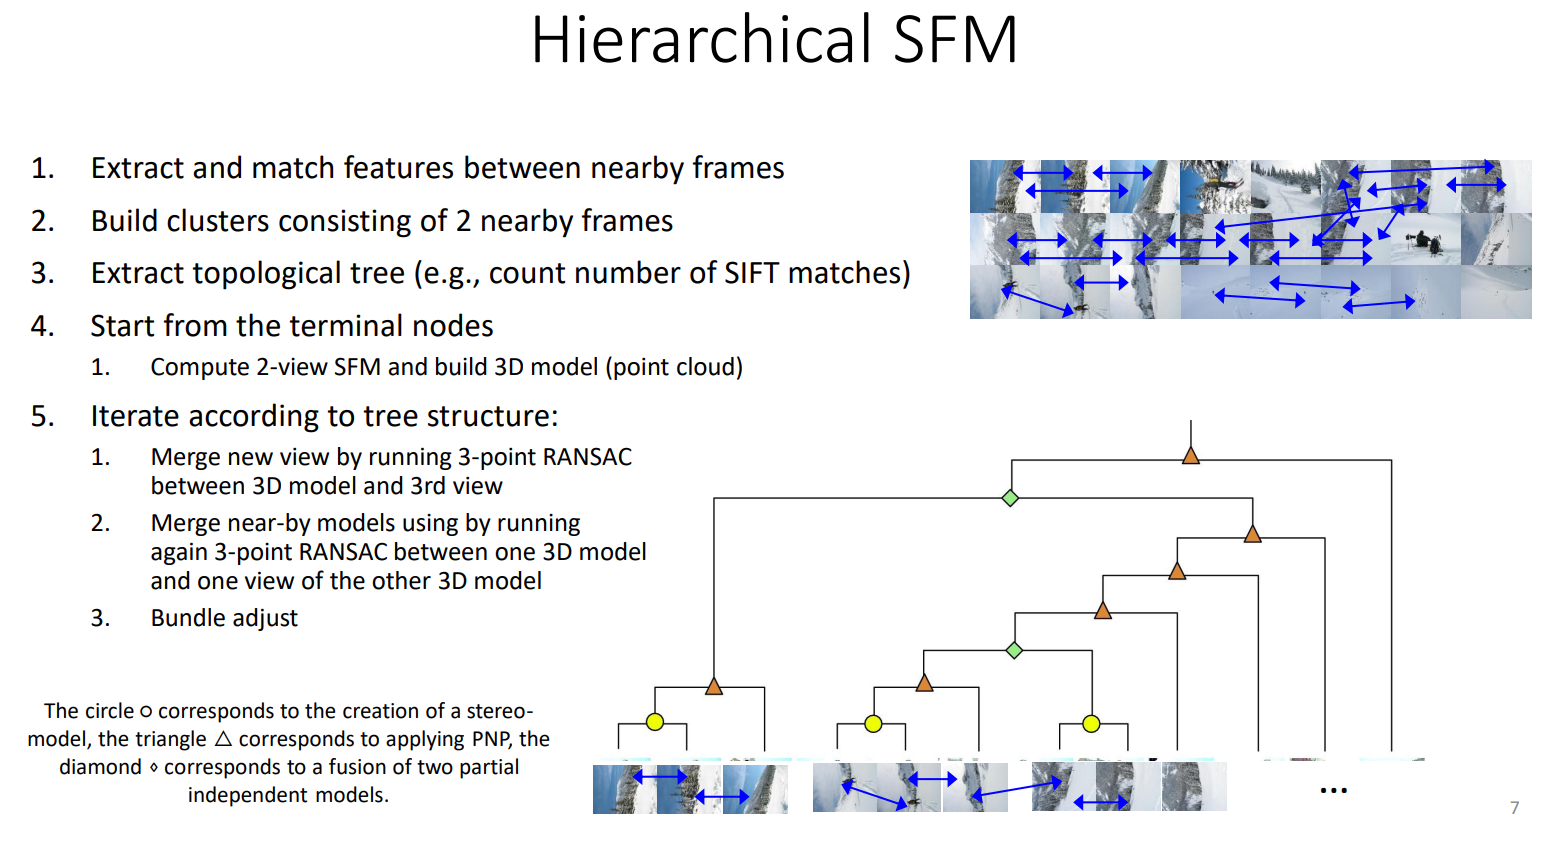 Hierarchical SFM
1. Extract and match features between nearby frames
2. Build clusters consisting of 2 nearby frames
3. Extract topological tree (e.g., count number of SIFT matches)
4. Start from the terminal nodes
1. Compute 2-view SFM and build 3D model (point cloud)
5. Iterate according to tree structure:
1. Merge new view by running 3-point RANSAC
between 3D model and 3rd view
2. Merge near-by models using by running
again 3-point RANSAC between one 3D model
and one view of the other 3D model
3. Bundle adjust
The circle ○ corresponds to the creation of a stereo-
model, the triangle △ corresponds to applying PNP, the
diamond ⋄ corresponds to a fusion of two partial
independent models.
...
7